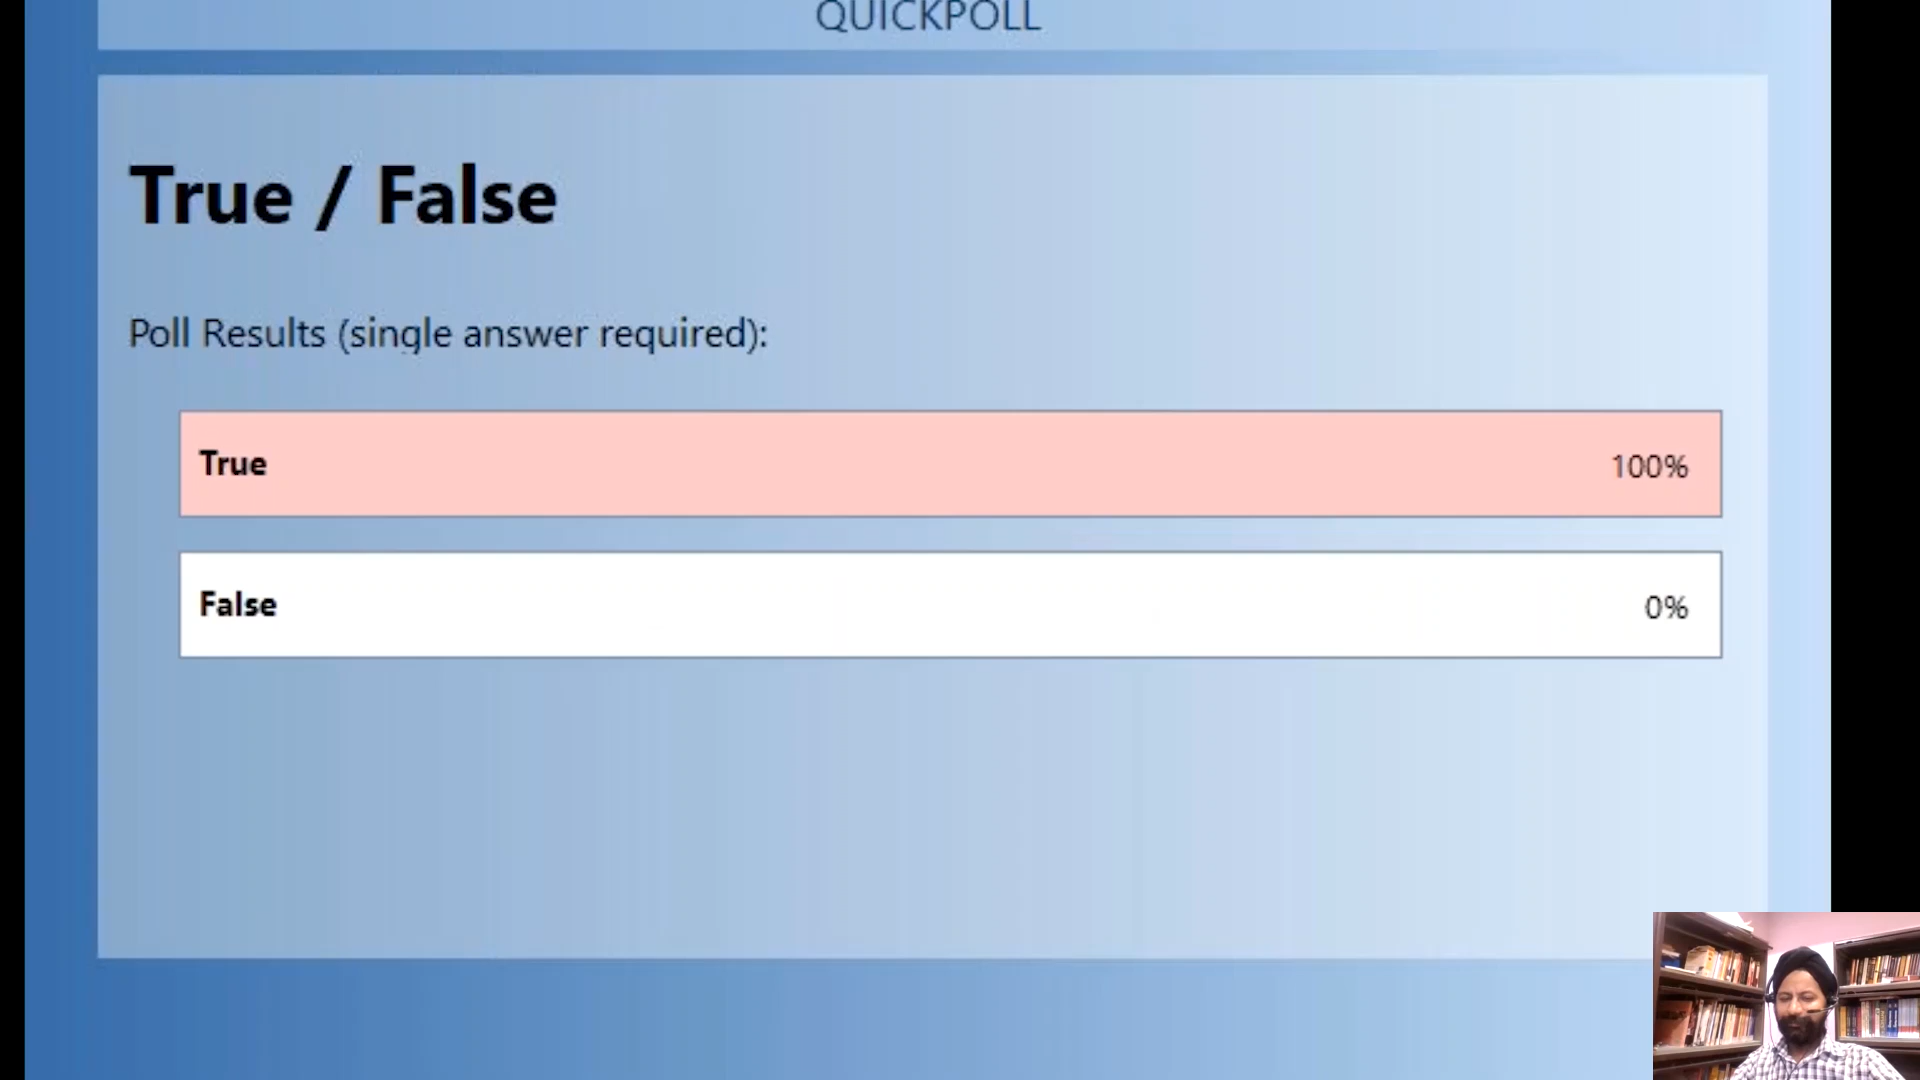 QUICKPOLL
True / False
Poll Results (single answer required):
True 100%
False 0%